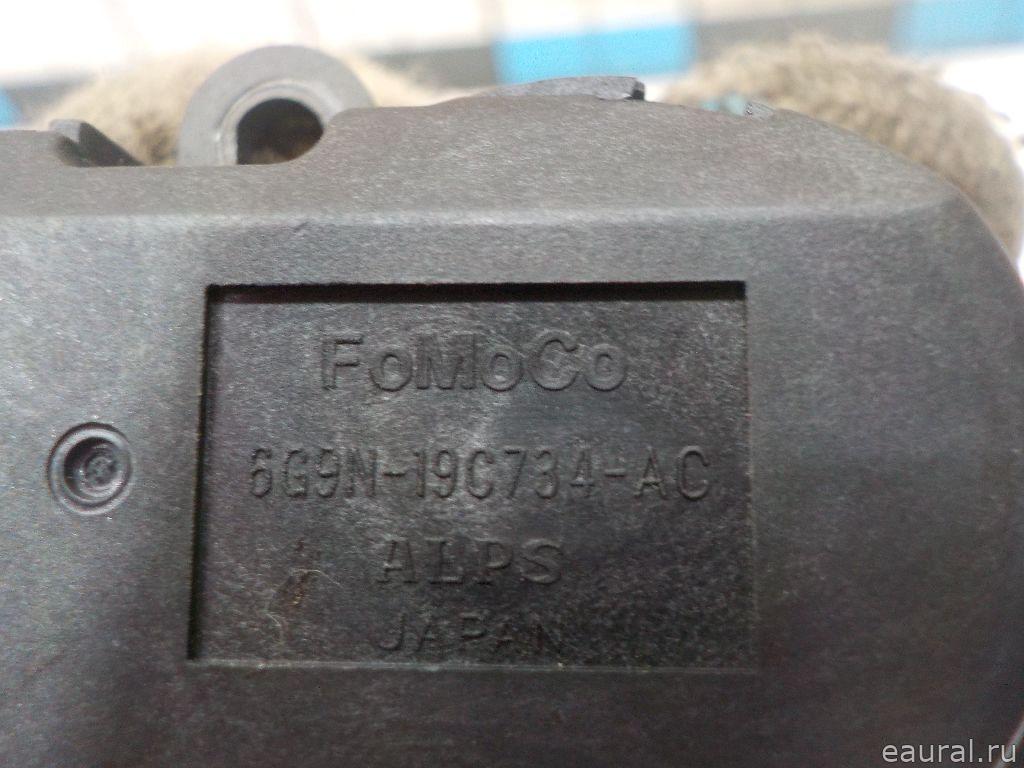 FoMoCo
6G9N-19C734-AC
ALPS
JAPAN
eaural.ru